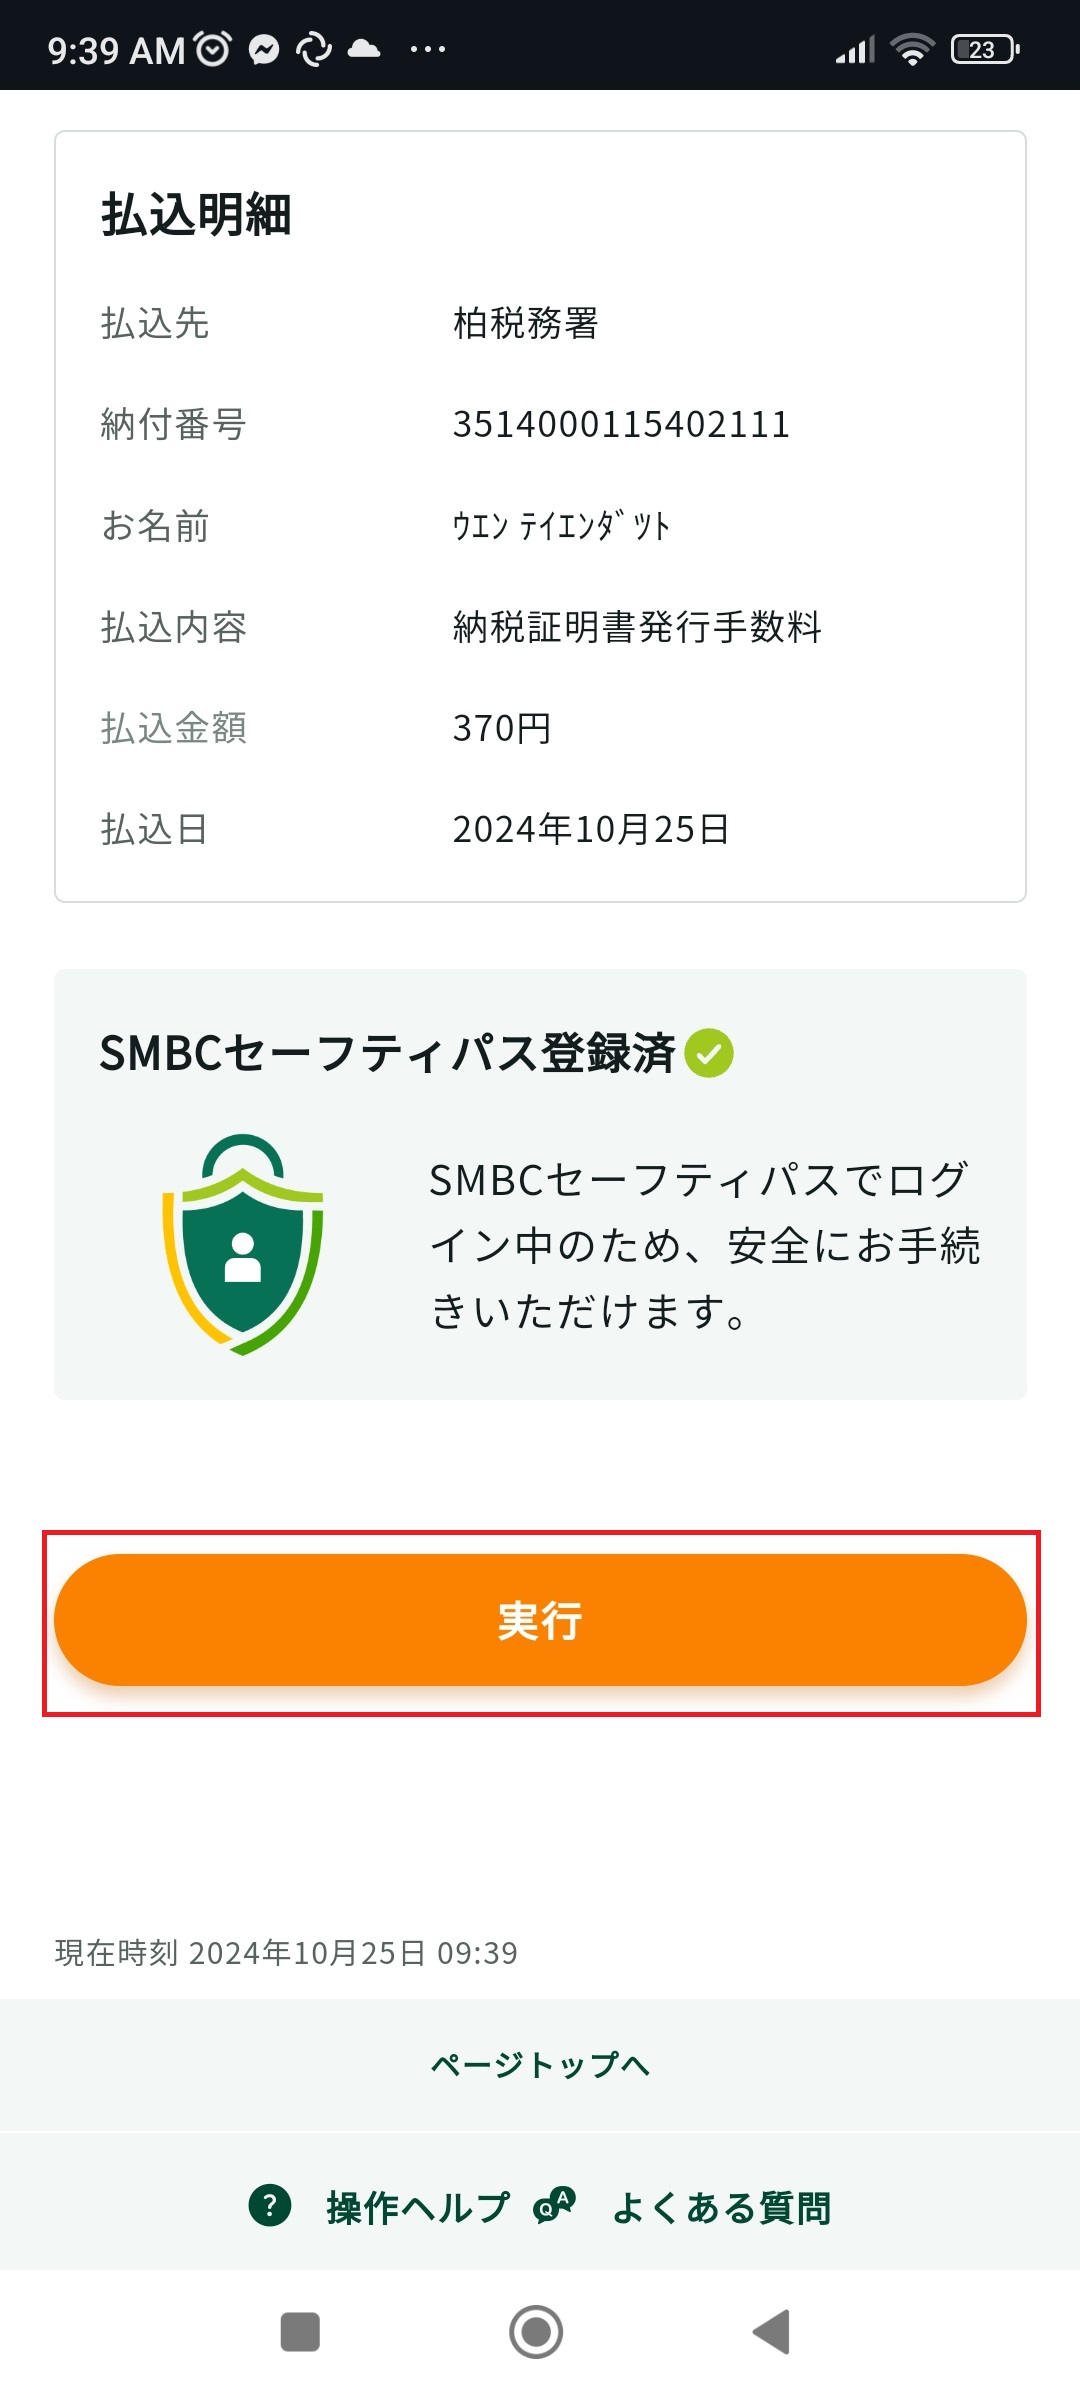 9:39 AM
23
払込明細
払込先 柏税務署
納付番号 3514000115402111
お名前 ｳｴﾝ ﾃｲｴﾝﾀﾞﾂﾄ
払込内容 納税証明書発行手数料
払込金額 370円
払込日 2024年10月25日
SMBCセーフティパス登録済
SMBCセーフティパスでログ
イン中のため、安全にお手続
きいただけます。
実行
現在時刻 2024年10月25日 09:39
ページトップへ
? 操作ヘルプ QA よくある質問